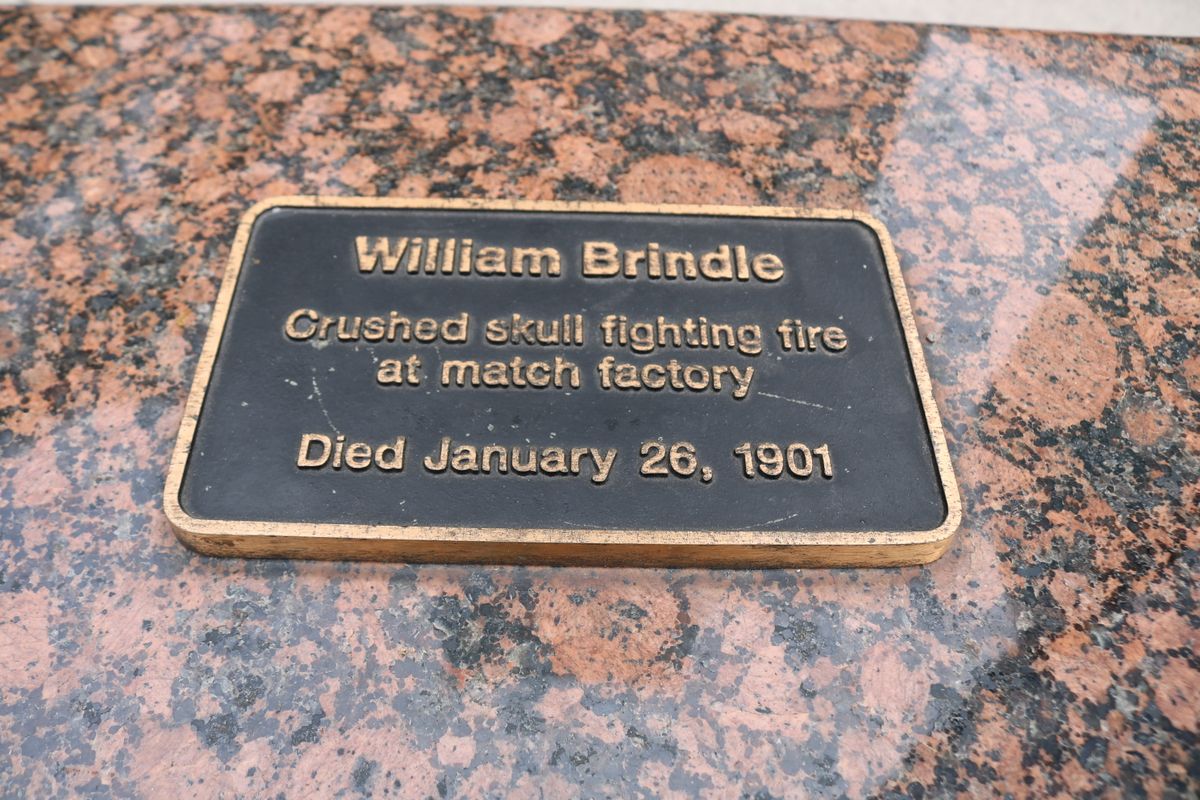 William Brindle
Crushed skull fighting fire
at match factory
Died January 26, 1901